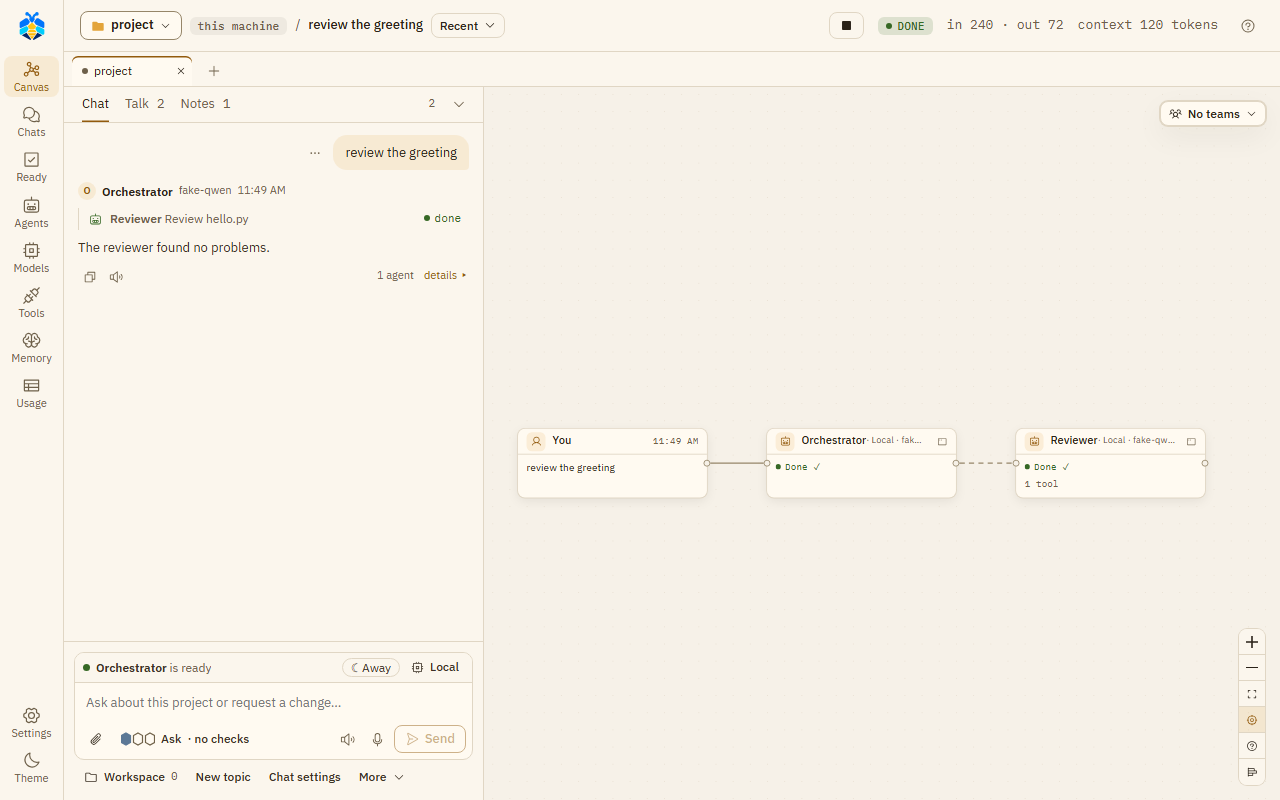 project
this machine
/
review the greeting
Recent
DONE
in 240 · out 72
context 120 tokens
Canvas
Chats
Ready
Agents
Models
Tools
Memory
Usage
Settings
Theme
project
Chat
Talk 2
Notes 1
2
review the greeting
O
Orchestrator fake-qwen 11:49 AM
Reviewer Review hello.py
done
The reviewer found no problems.
1 agent
details
Orchestrator is ready
Away
Local
Ask about this project or request a change…
Ask · no checks
Send
Workspace 0
New topic
Chat settings
More
No teams
You
11:49 AM
review the greeting
Orchestrator · Local · fak…
Done ✓
Reviewer · Local · fake-qw…
Done ✓
1 tool